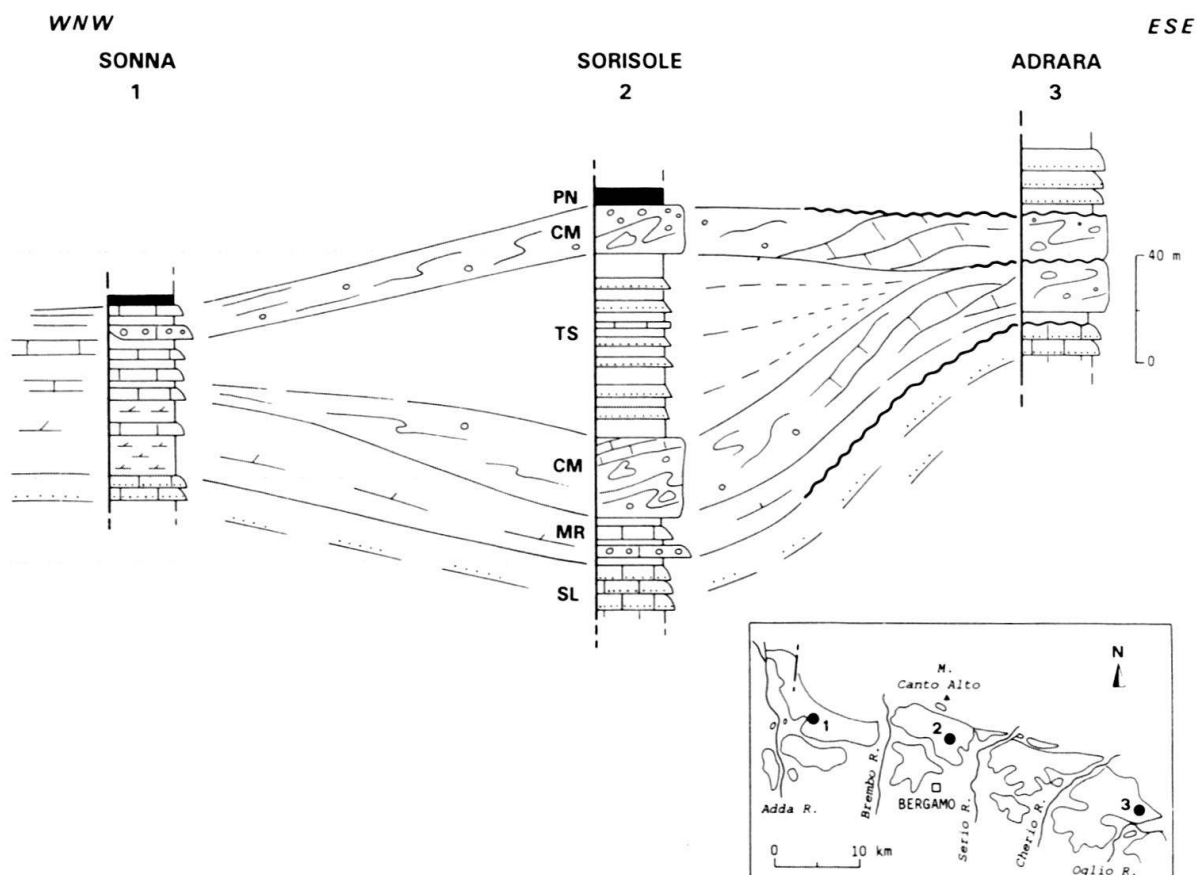 WNW
ESE
SONNA
SORISOLE
ADRARA
1
2
3
PN
CM
40 m
TS
0
CM
MR
SL
N
M.
Canto Alto
1
2
BERGAMO
3
Adda R.
Brembo R.
Serio R.
Cherio R.
Oglio R.
0 10 km